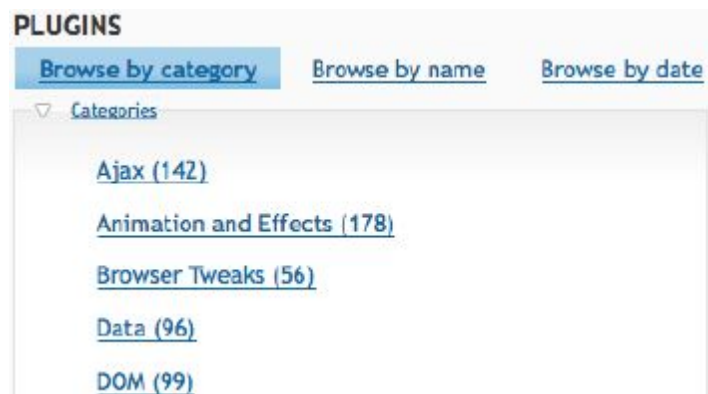 PLUGINS
Browse by category Browse by name Browse by date
Categories
Ajax (142)
Animation and Effects (178)
Browser Tweaks (56)
Data (96)
DOM (99)